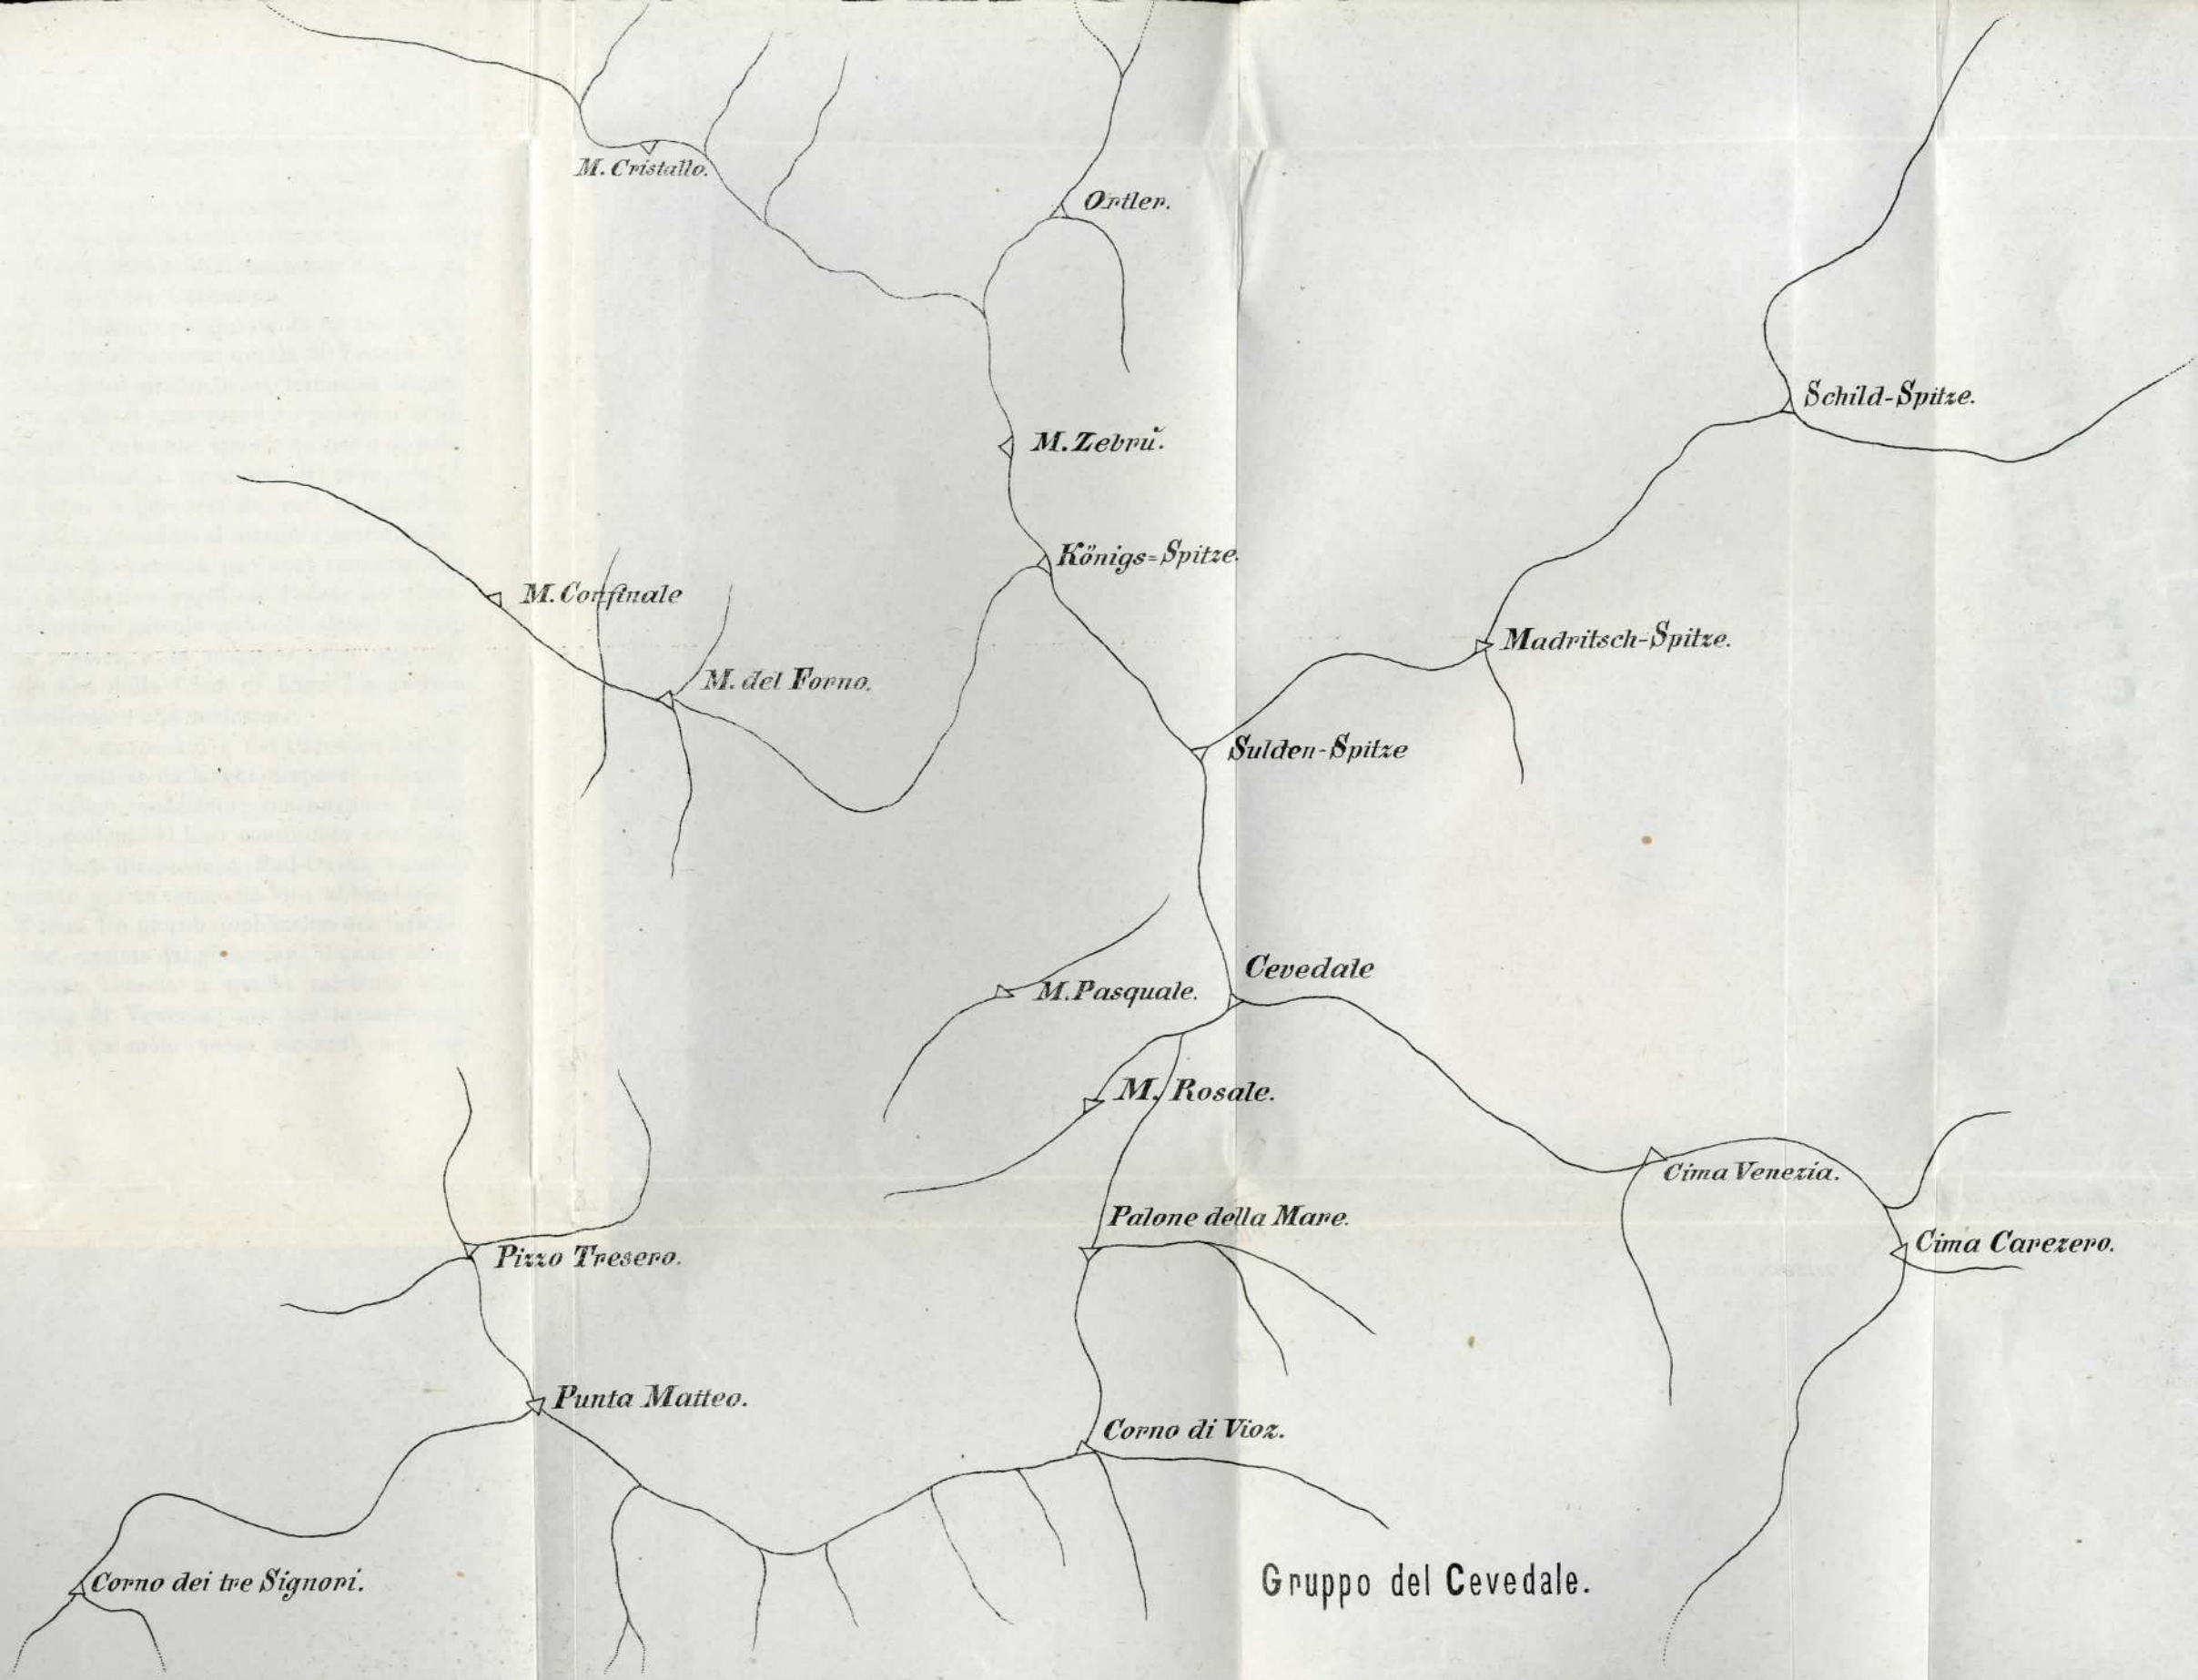 M. Cristallo.
Ortler.
Schild-Spitze.
M. Zebrŭ.
Königs=Spitze.
M. Confinale
Madritsch-Spitze.
M. del Forno.
Sulden-Spitze
Cevedale
M. Pasquale.
M. Rosale.
Cima Venezia.
Palone della Mare.
Cima Carezero.
Pizzo Tresero.
Punta Matteo.
Corno di Vioz.
Corno dei tre Signori.
Gruppo del Cevedale.